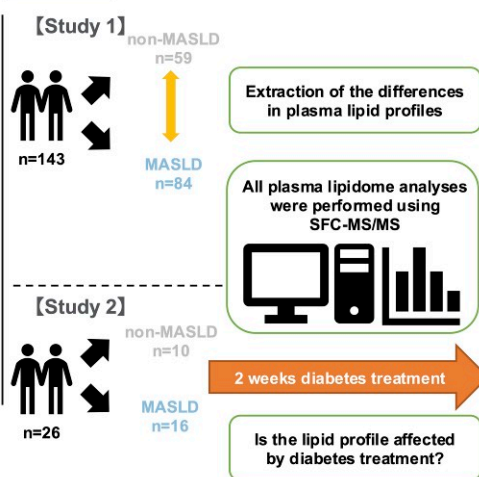 【Study 1】
non-MASLD
n=59
n=143
MASLD
n=84
Extraction of the differences
in plasma lipid profiles
All plasma lipidome analyses
were performed using
SFC-MS/MS
【Study 2】
non-MASLD
n=10
n=26
MASLD
n=16
2 weeks diabetes treatment
Is the lipid profile affected
by diabetes treatment?